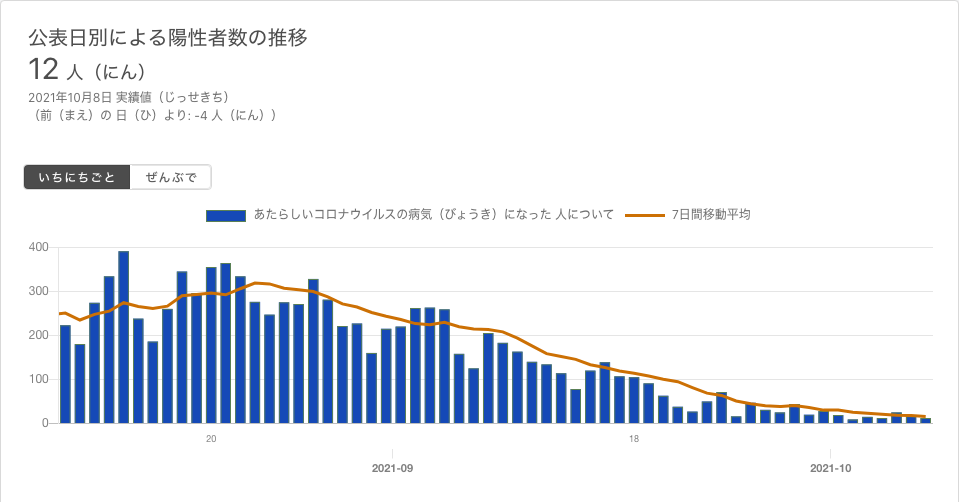 公表日別による陽性者数の推移
12 人（にん）
2021年10月8日 実績値（じっせきち）
（前（まえ）の 日（ひ）より: -4 人（にん））
いちにちごと ぜんぶで
あたらしいコロナウイルスの病気（びょうき）になった 人について 7日間移動平均
400
300
200
100
0
20 18
2021-09 2021-10